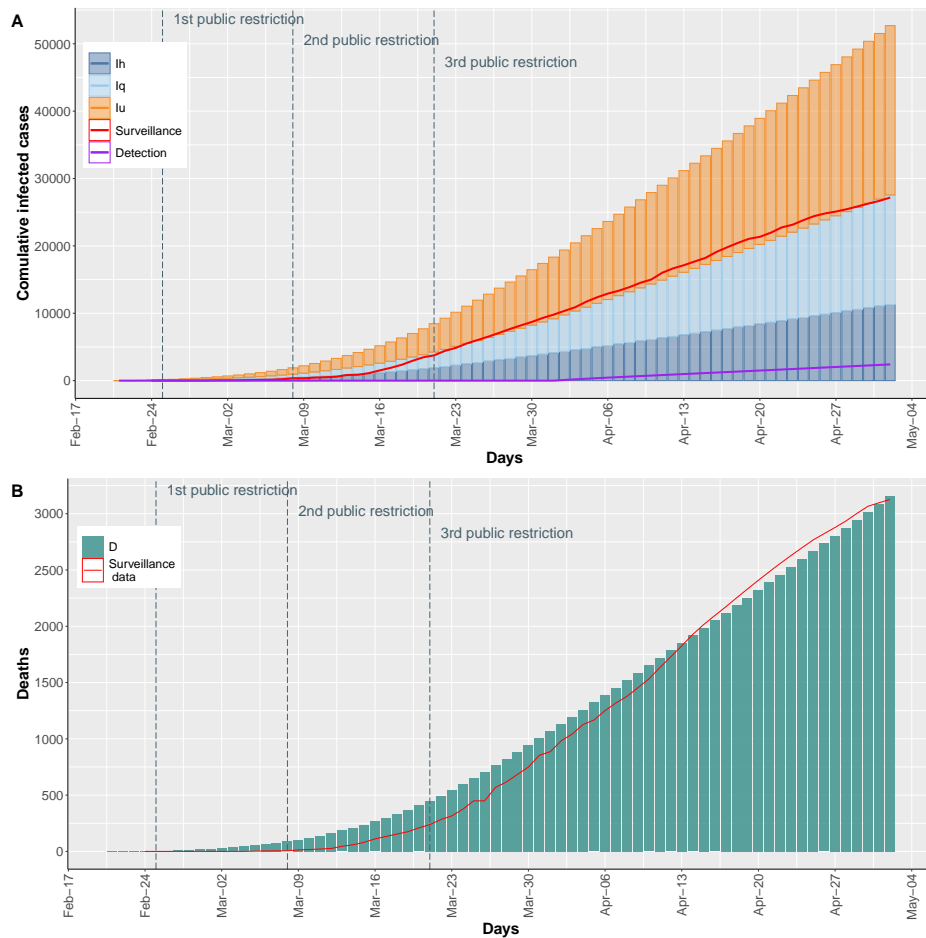 A
1st public restriction
2nd public restriction
3rd public restriction
Ih
Iq
Iu
Surveillance
Detection
Comulative infected cases
50000
40000
30000
20000
10000
0
Feb−17
Feb−24
Mar−02
Mar−09
Mar−16
Mar−23
Mar−30
Apr−06
Apr−13
Apr−20
Apr−27
May−04
Days
B
1st public restriction
2nd public restriction
3rd public restriction
D
Surveillance
data
Deaths
3000
2500
2000
1500
1000
500
0
Feb−17
Feb−24
Mar−02
Mar−09
Mar−16
Mar−23
Mar−30
Apr−06
Apr−13
Apr−20
Apr−27
May−04
Days